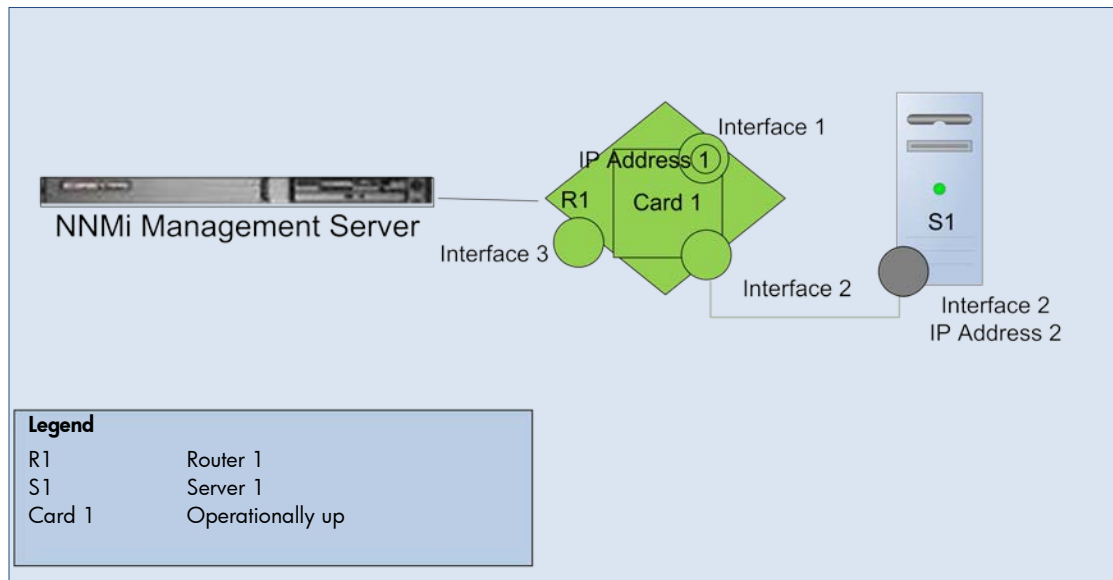 Interface 1
IP Address 1
R1
Card 1
S1
NNMi Management Server
Interface 3
Interface 2
Interface 2
IP Address 2
Legend
R1 Router 1
S1 Server 1
Card 1 Operationally up